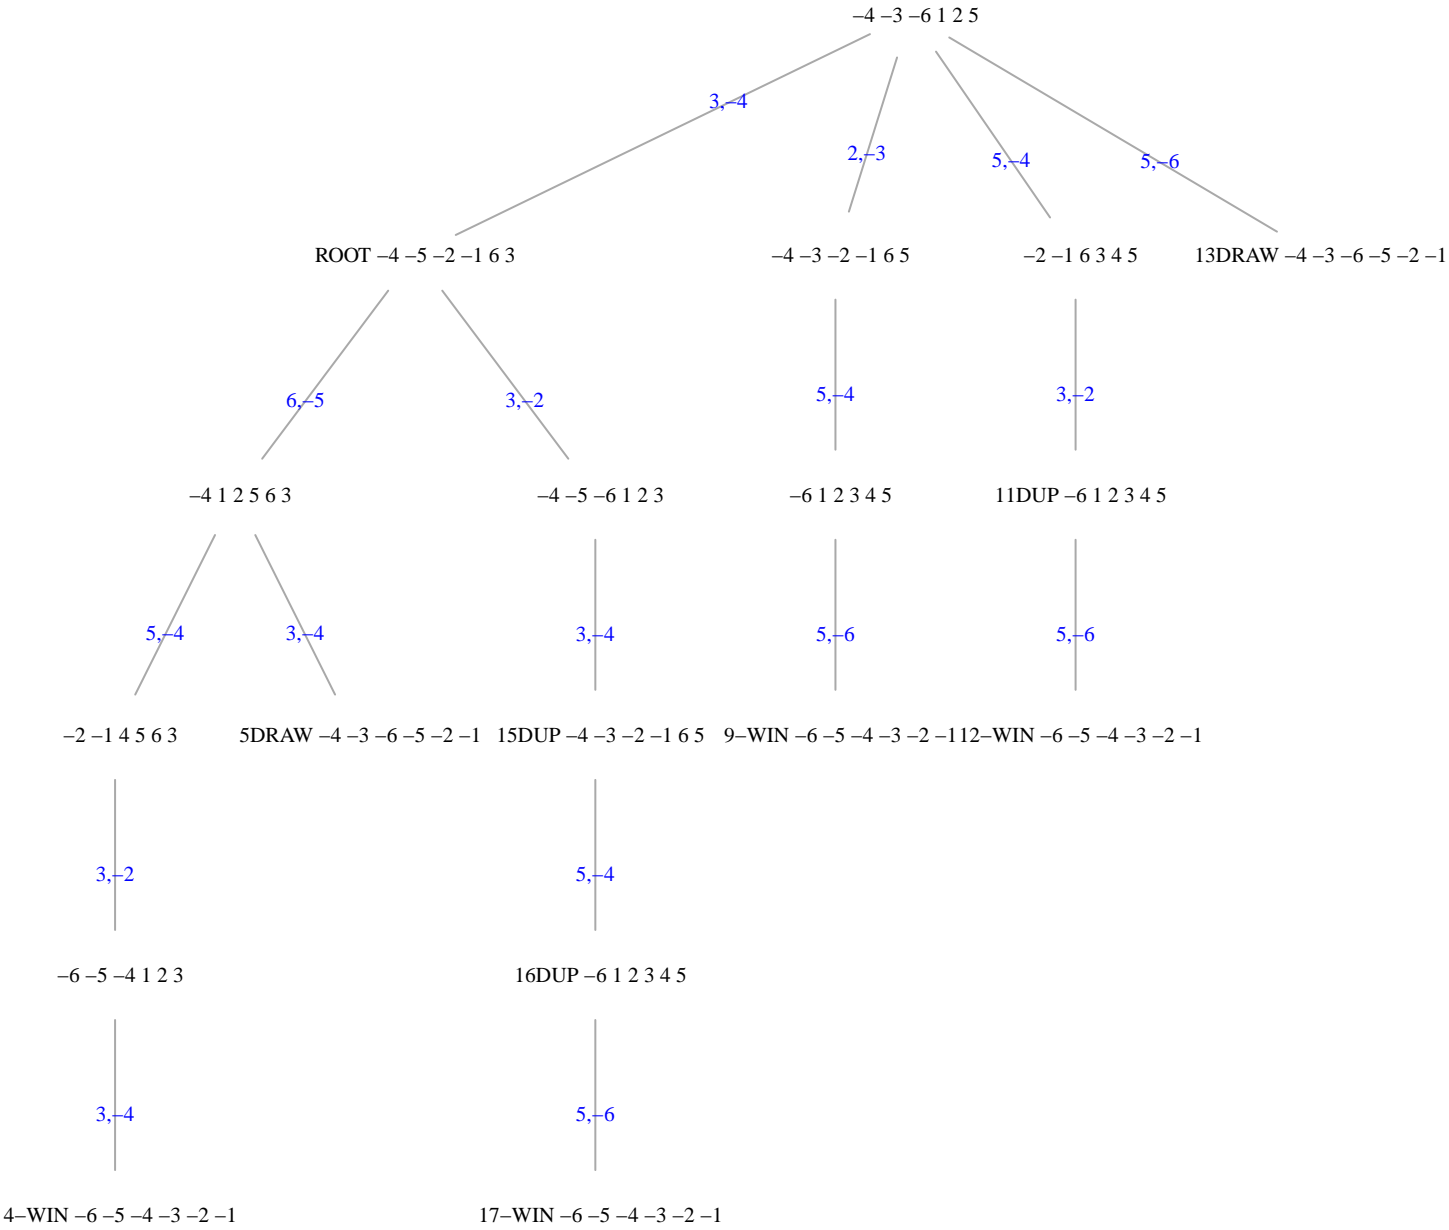 −4 −3 −6 1 2 5
3,−4
2,−3
5,−4
5,−6
ROOT −4 −5 −2 −1 6 3
−4 −3 −2 −1 6 5
−2 −1 6 3 4 5
13DRAW −4 −3 −6 −5 −2 −1
6,−5
3,−2
5,−4
3,−2
−4 1 2 5 6 3
−4 −5 −6 1 2 3
−6 1 2 3 4 5
11DUP −6 1 2 3 4 5
5,−4
3,−4
3,−4
5,−6
5,−6
−2 −1 4 5 6 3
5DRAW −4 −3 −6 −5 −2 −1
15DUP −4 −3 −2 −1 6 5
9−WIN −6 −5 −4 −3 −2 −1
12−WIN −6 −5 −4 −3 −2 −1
3,−2
5,−4
−6 −5 −4 1 2 3
16DUP −6 1 2 3 4 5
3,−4
5,−6
4−WIN −6 −5 −4 −3 −2 −1
17−WIN −6 −5 −4 −3 −2 −1